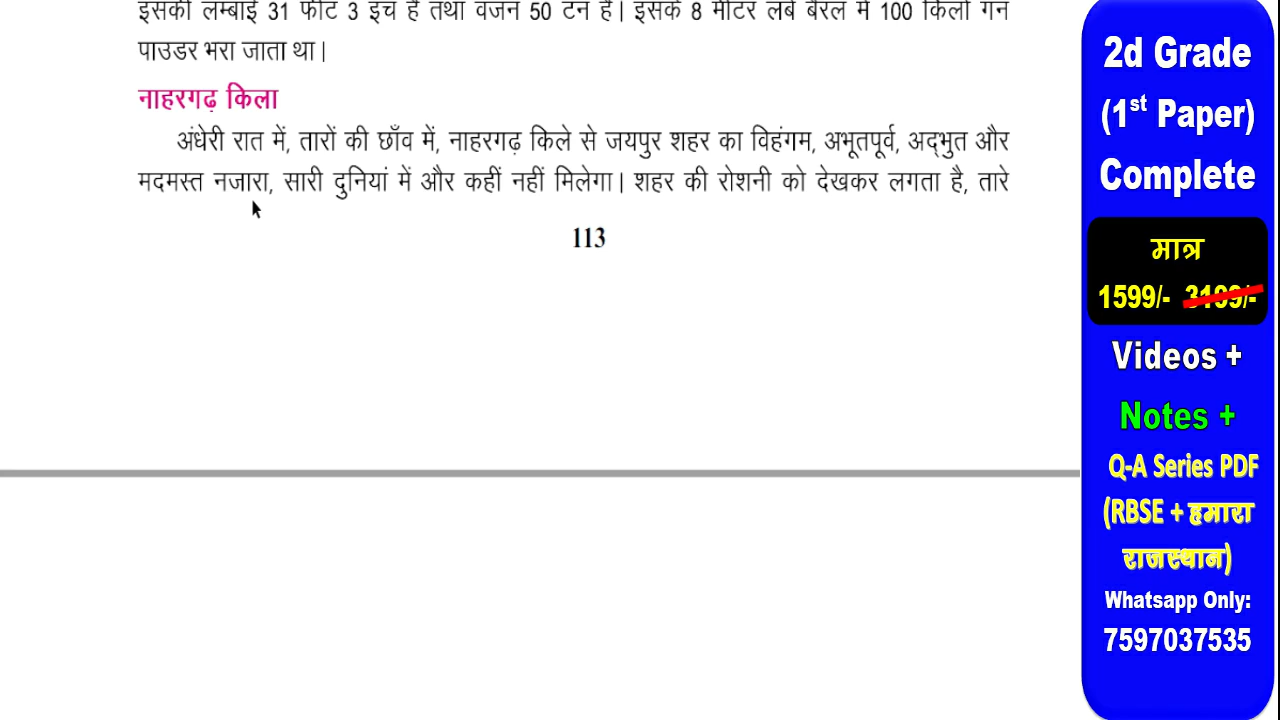 इसकी लम्बाई 31 फीट 3 इंच है तथा वजन 50 टन है। इसके 8 मीटर लंबे बैरल में 100 किलो गन
पाउडर भरा जाता था।
नाहरगढ़ किला
अंधेरी रात में, तारों की छाँव में, नाहरगढ़ किले से जयपुर शहर का विहंगम, अभूतपूर्व, अद्‌भुत और
मदमस्त नजारा, सारी दुनियां में और कहीं नहीं मिलेगा। शहर की रोशनी को देखकर लगता है, तारे
113
2d Grade
(1st Paper)
Complete
मात्र
1599/- 3199/-
Videos +
Notes +
Q-A Series PDF
(RBSE + हमारा
राजस्थान)
Whatsapp Only:
7597037535